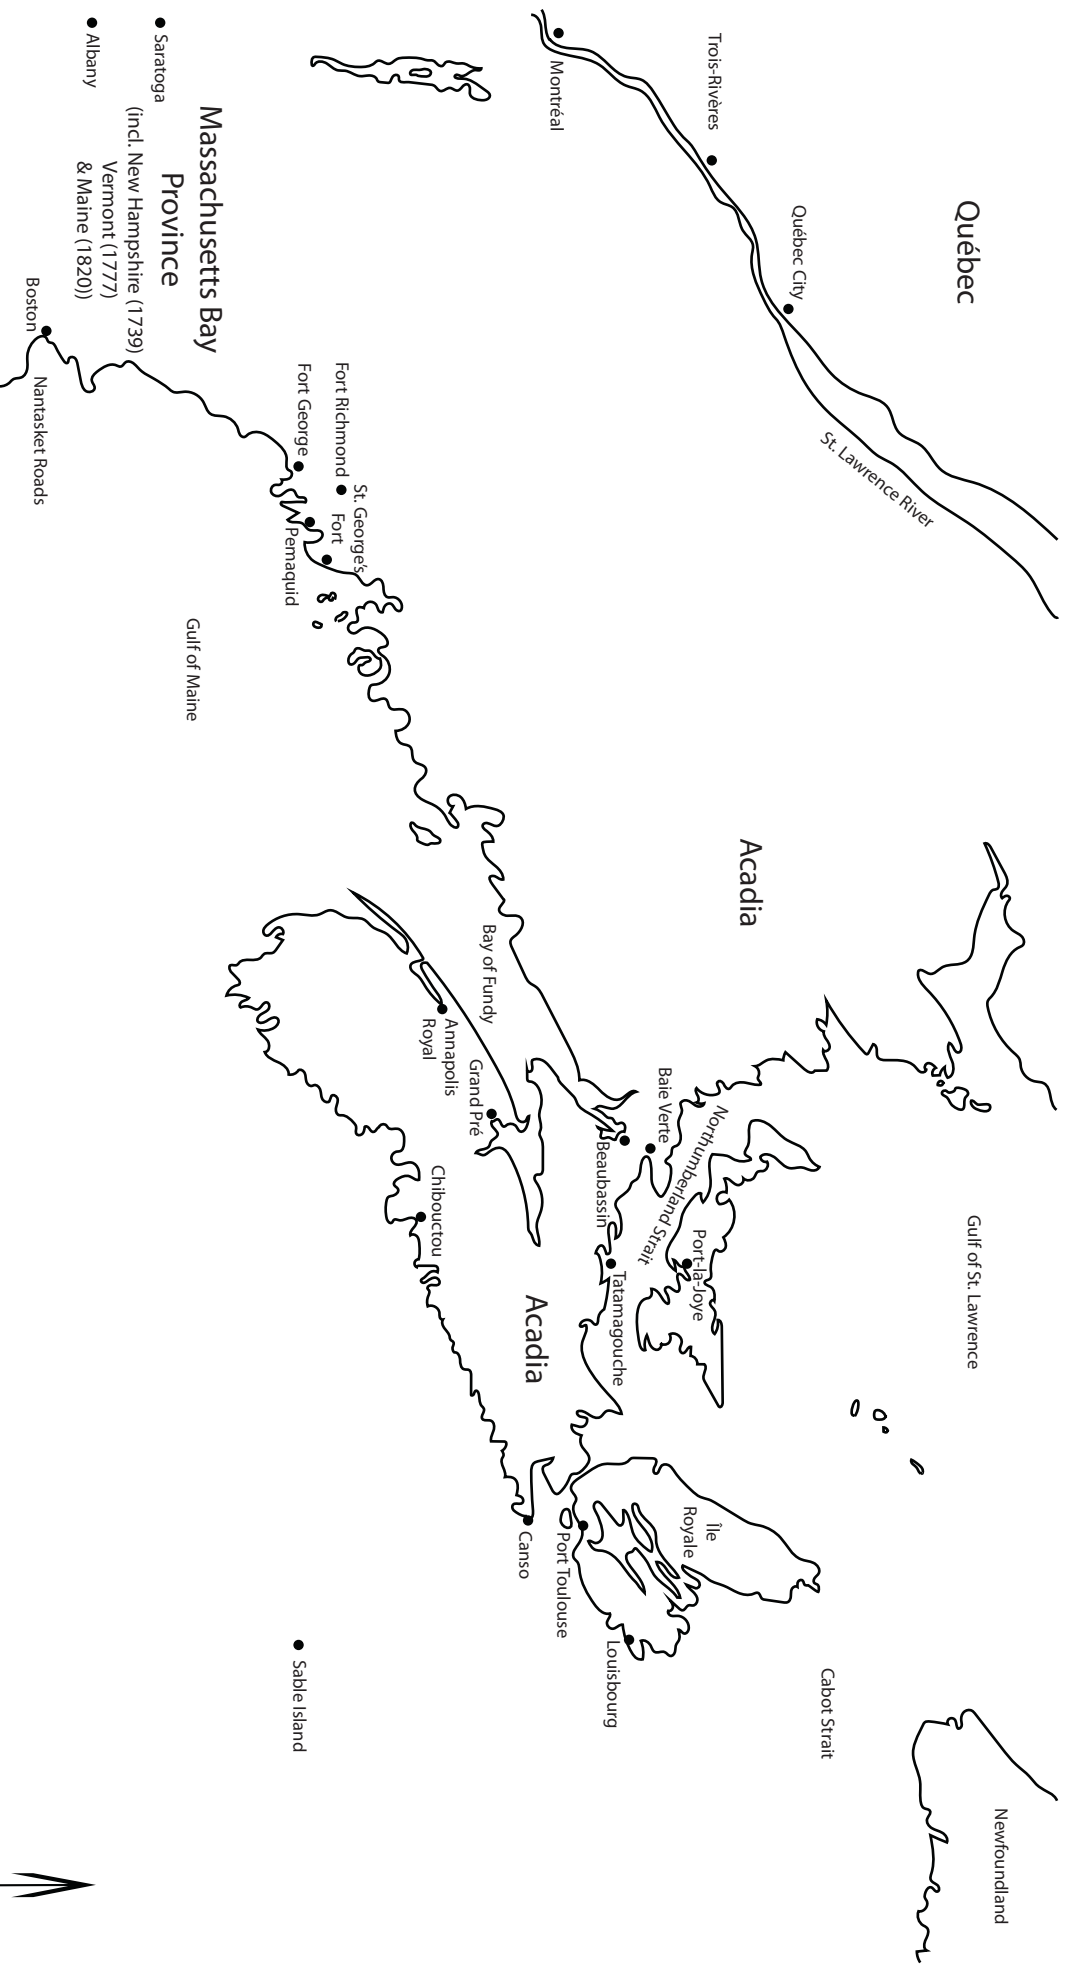 Québec
Trois-Rivières
Québec City
Montréal
St. Lawrence River
Saratoga
Albany
Massachusetts Bay
Province
(incl. New Hampshire (1739)
Vermont (1777)
& Maine (1820))
Boston
Nantasket Roads
Fort Richmond
Fort George
St. George's
Fort
Pemaquid
Gulf of Maine
Acadia
Bay of Fundy
Annapolis
Royal
Grand Pré
Baie Verte
Beaubassin
Northumberland Strait
Port-la-Joye
Tatamagouche
Chibouctou
Acadia
Gulf of St. Lawrence
Île
Royale
Canso
Port Toulouse
Louisbourg
Sable Island
Cabot Strait
Newfoundland